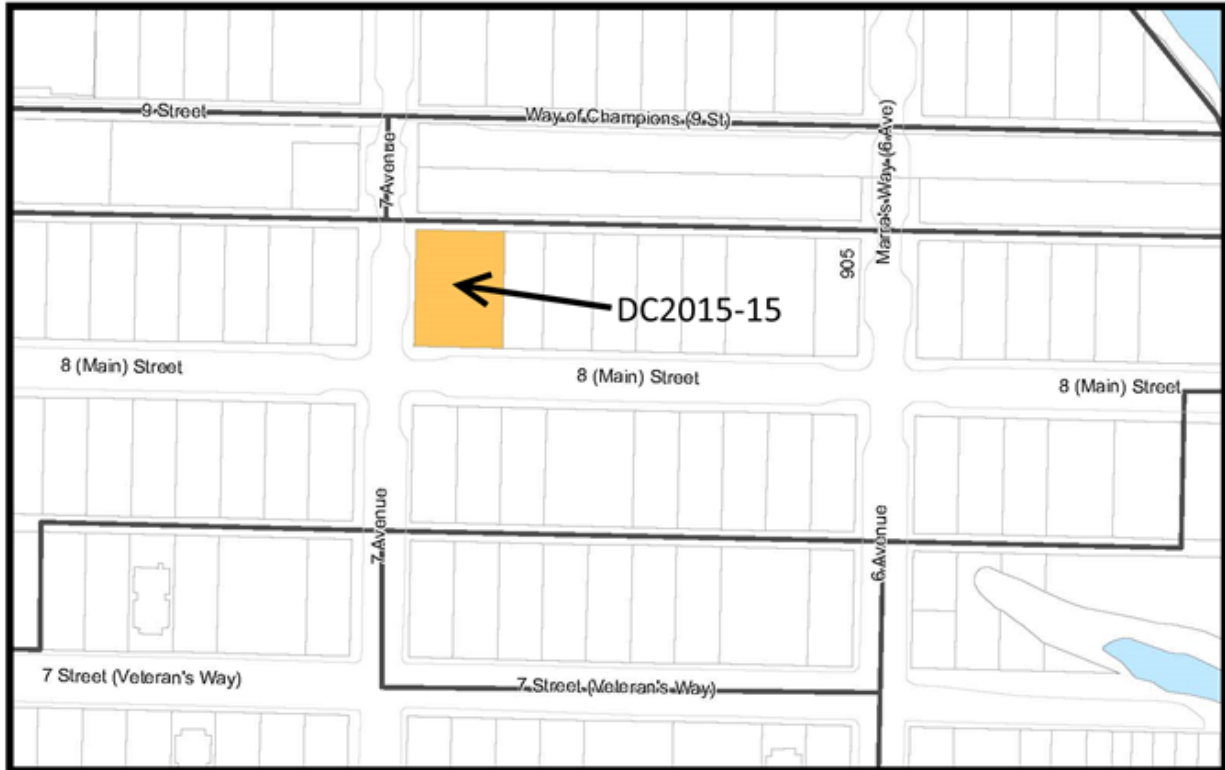 9 Street
Way of Champions (9 St)
7 Avenue
Marra's Way (6 Ave)
905
DC2015-15
8 (Main) Street
8 (Main) Street
8 (Main) Street
7 Avenue
6 Avenue
7 Street (Veteran's Way)
7 Street (Veteran's Way)